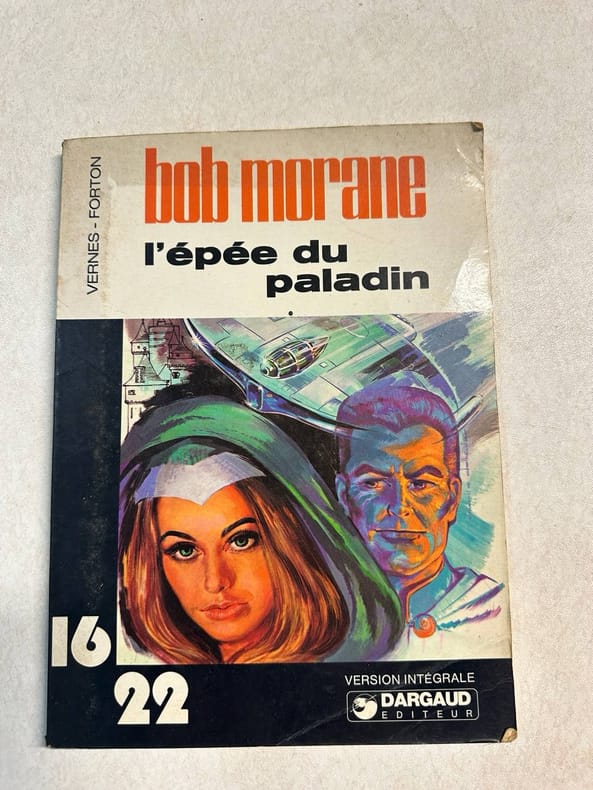 VERNES - FORTON
bob morane
l'épée du
paladin
16
22
VERSION INTÉGRALE
DARGAUD
EDITEUR